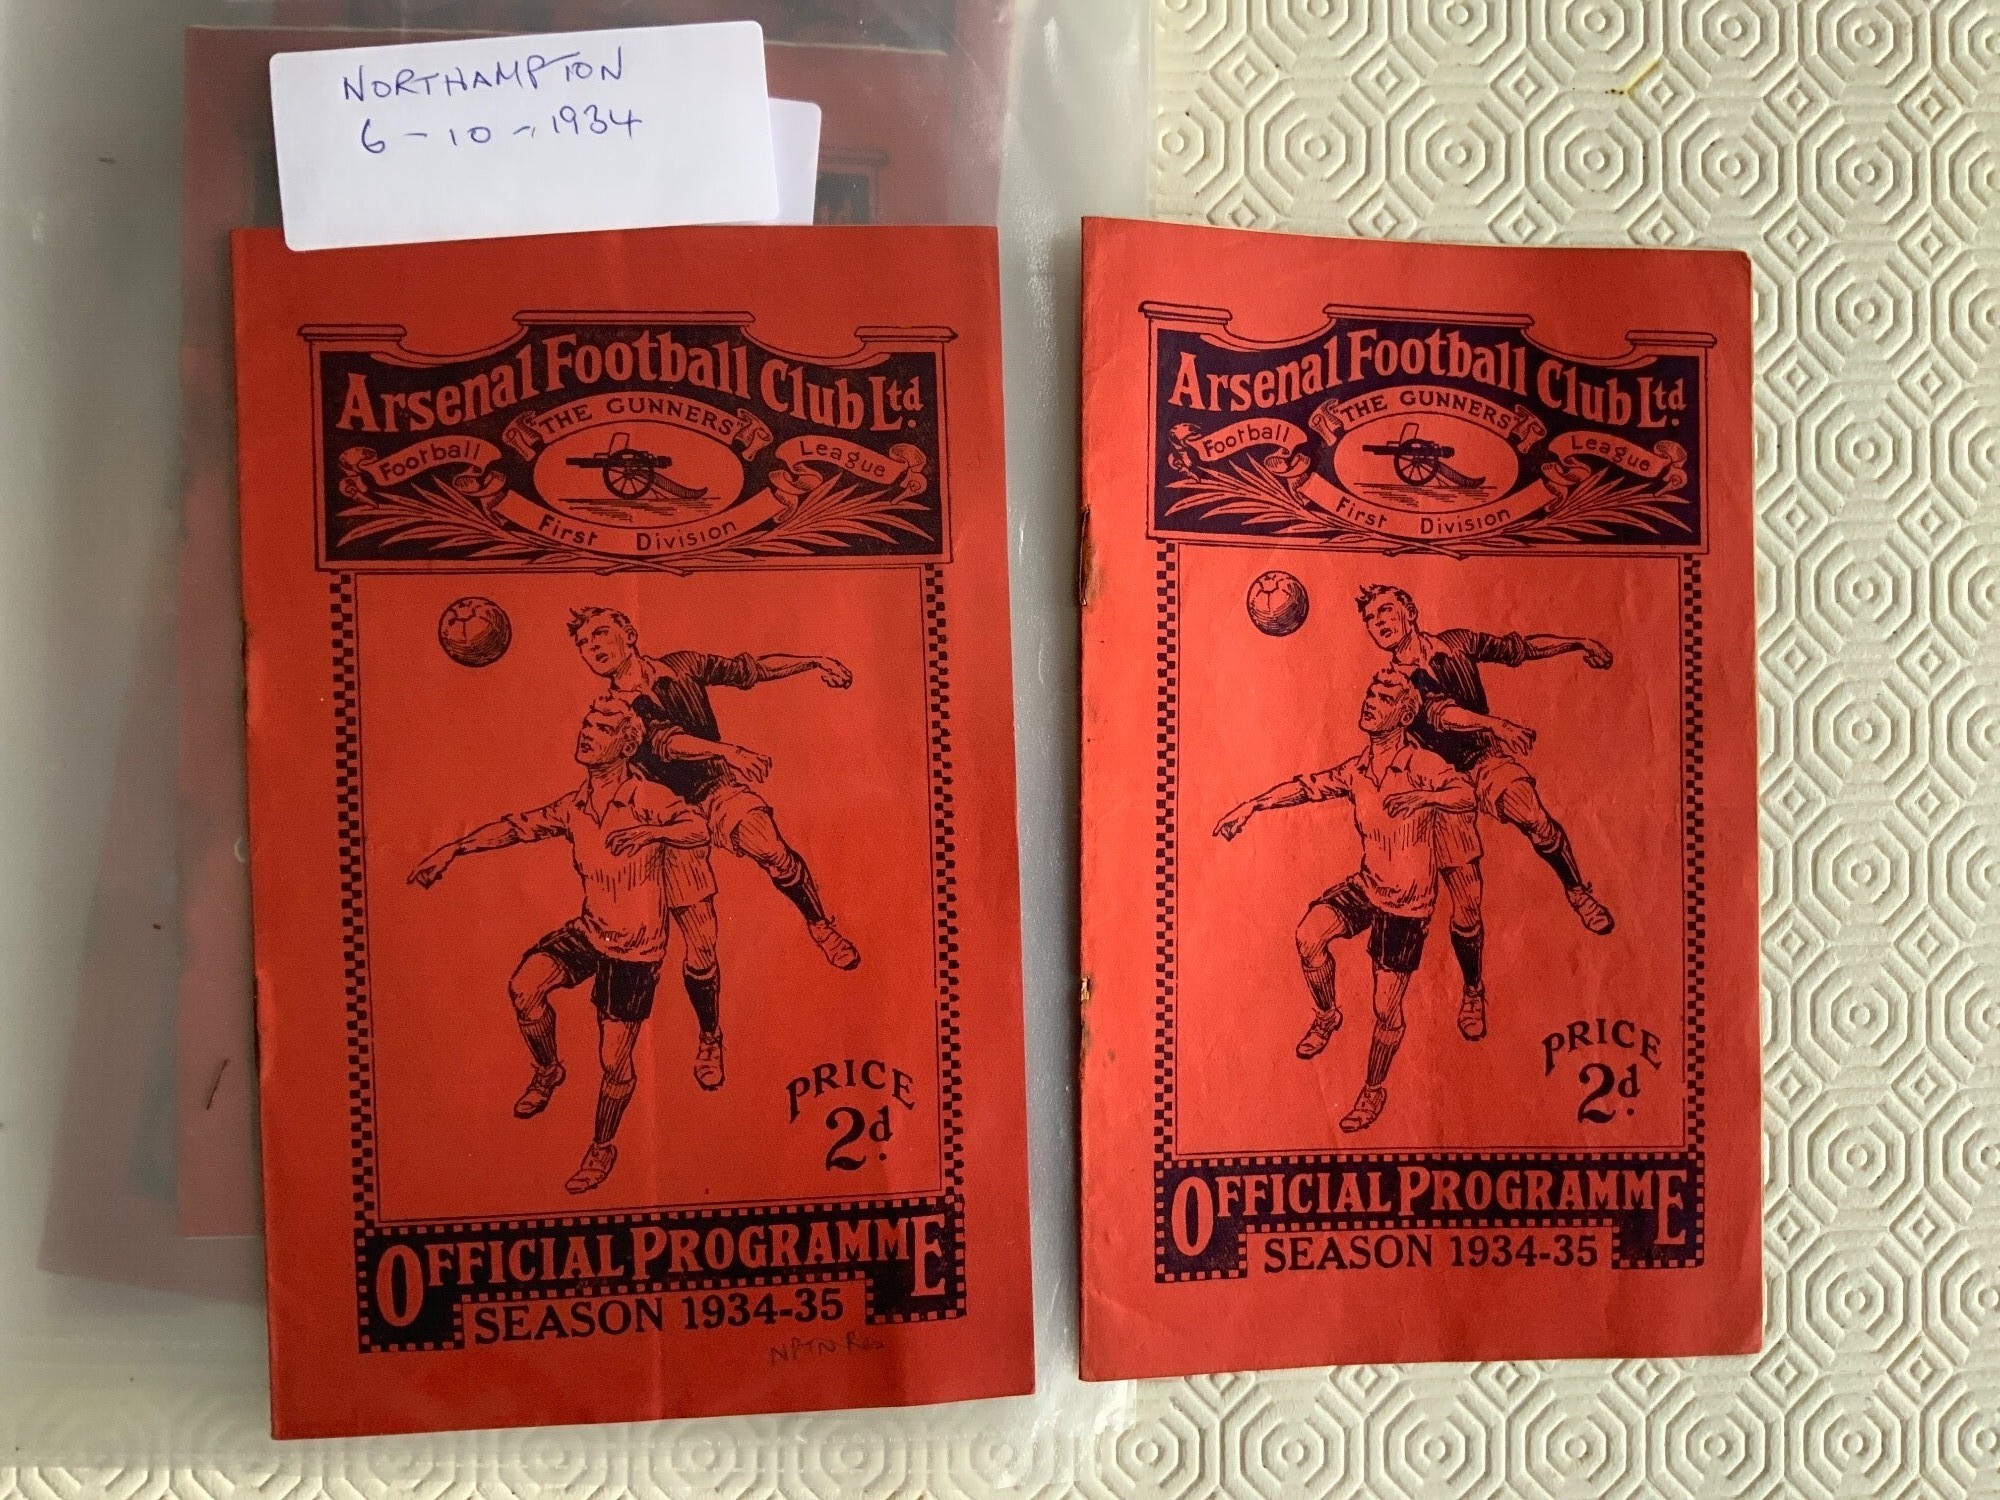 NORTHAMPTON
6-10-1934
Arsenal Football Club Ltd.
"THE GUNNERS"
Football League
First Division
PRICE
2d.
OFFICIAL PROGRAMME
SEASON 1934-35
NPTN Res
Arsenal Football Club Ltd.
"THE GUNNERS"
Football League
First Division
PRICE
2d.
OFFICIAL PROGRAMME
SEASON 1934-35